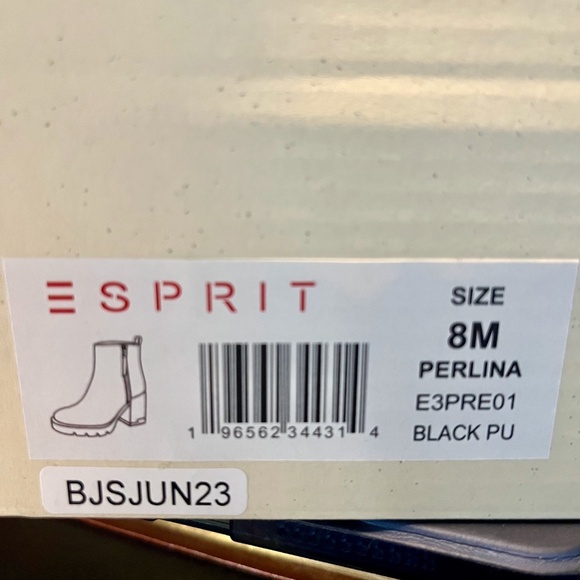 ESPRIT
SIZE
8M
PERLINA
E3PRE01
BLACK PU
1 96562 34431 4
BJSJUN23